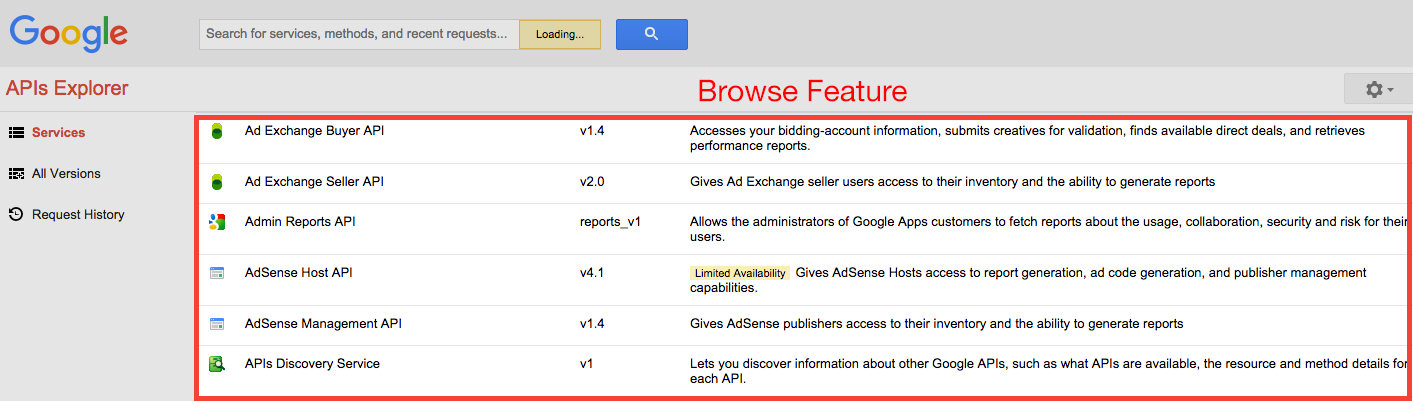 Google
Search for services, methods, and recent requests...
Loading...
APIs Explorer
Browse Feature
Services
All Versions
Request History
Ad Exchange Buyer API
v1.4
Accesses your bidding-account information, submits creatives for validation, finds available direct deals, and retrieves
performance reports.
Ad Exchange Seller API
v2.0
Gives Ad Exchange seller users access to their inventory and the ability to generate reports
Admin Reports API
reports_v1
Allows the administrators of Google Apps customers to fetch reports about the usage, collaboration, security and risk for their
users.
AdSense Host API
v4.1
Limited Availability Gives AdSense Hosts access to report generation, ad code generation, and publisher management
capabilities.
AdSense Management API
v1.4
Gives AdSense publishers access to their inventory and the ability to generate reports
APIs Discovery Service
v1
Lets you discover information about other Google APIs, such as what APIs are available, the resource and method details for
each API.